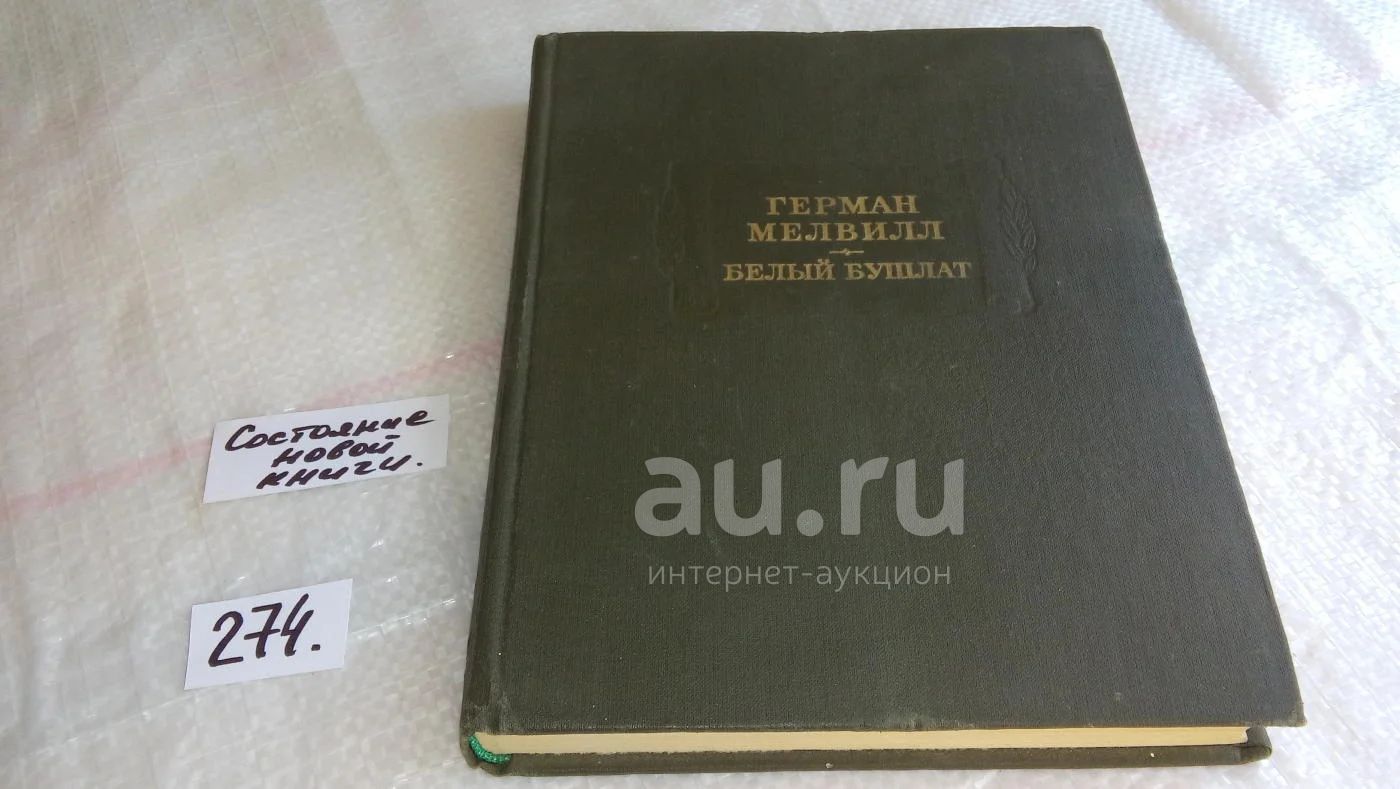 ГЕРМАН
МЕЛВИЛЛ
БЕЛЫЙ БУШЛАТ
Состояние
новой
книги.
274.
au.ru
интернет-аукцион